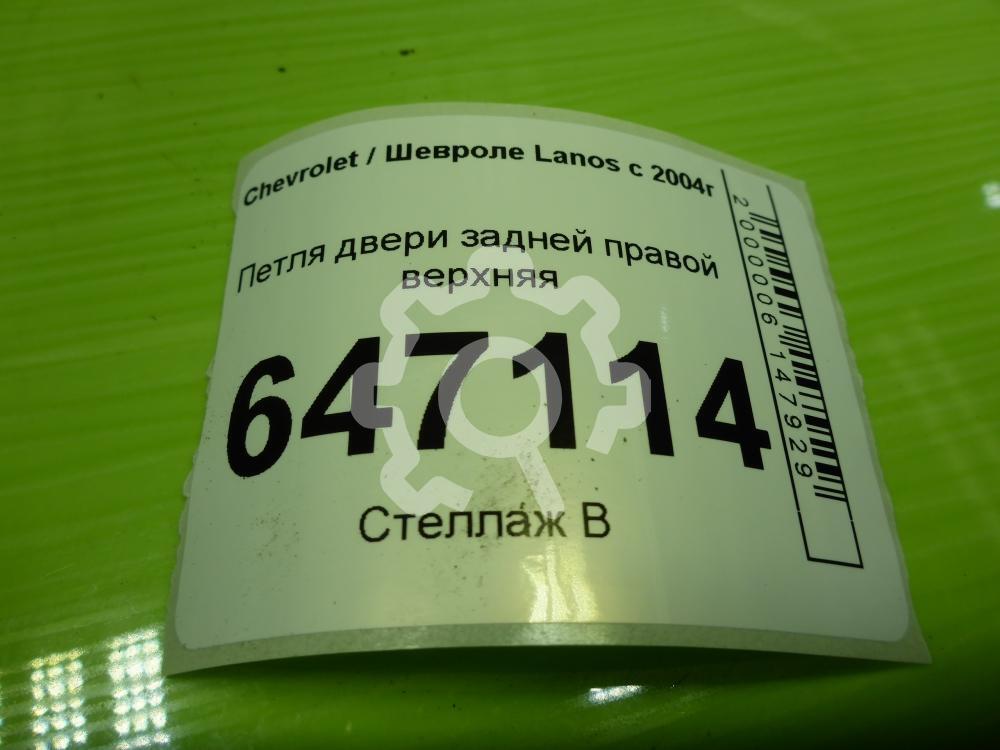 Chevrolet / Шевроле Lanos с 2004г
Петля двери задней правой
верхняя
647114
Стеллаж В
2000006147929